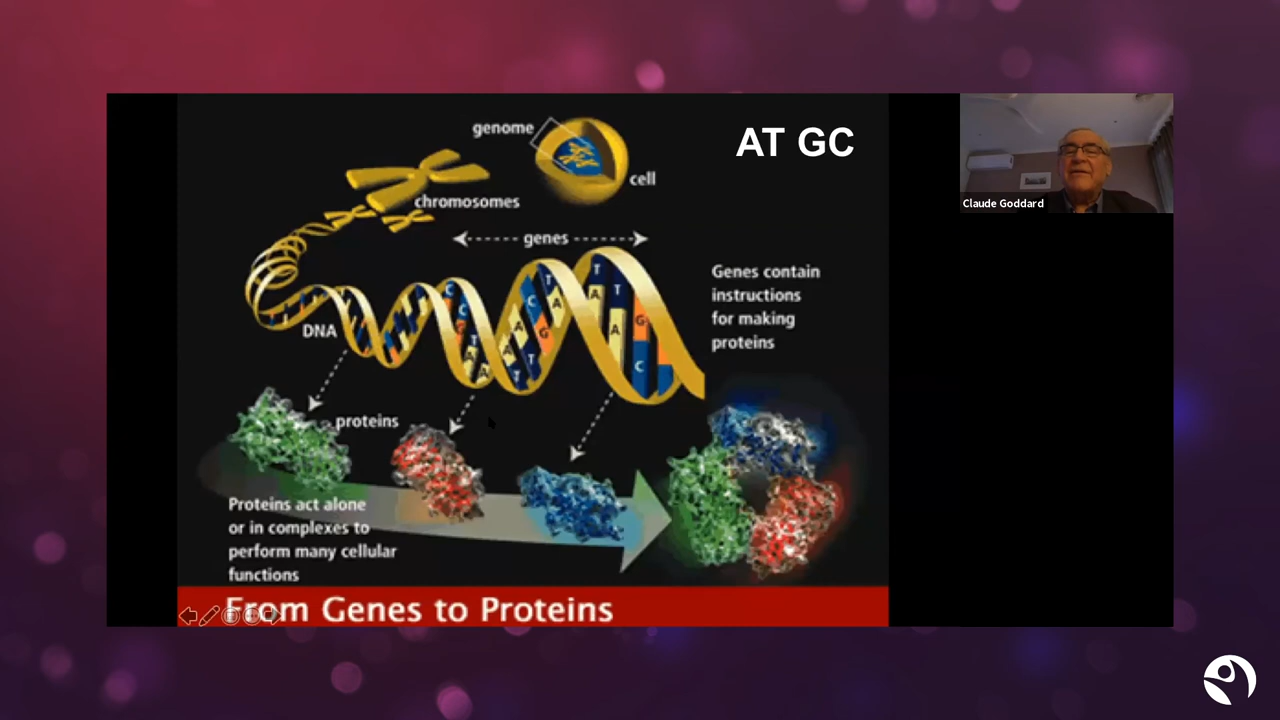 genome
AT GC
cell
chromosomes
genes
Genes contain
instructions
for making
proteins
DNA
T
T
T
A
C
A
C
C
G
A
G
A
A
G
T
A
T
C
A
A
T
proteins
Proteins act alone
or in complexes to
perform many cellular
functions
From Genes to Proteins
Claude Goddard